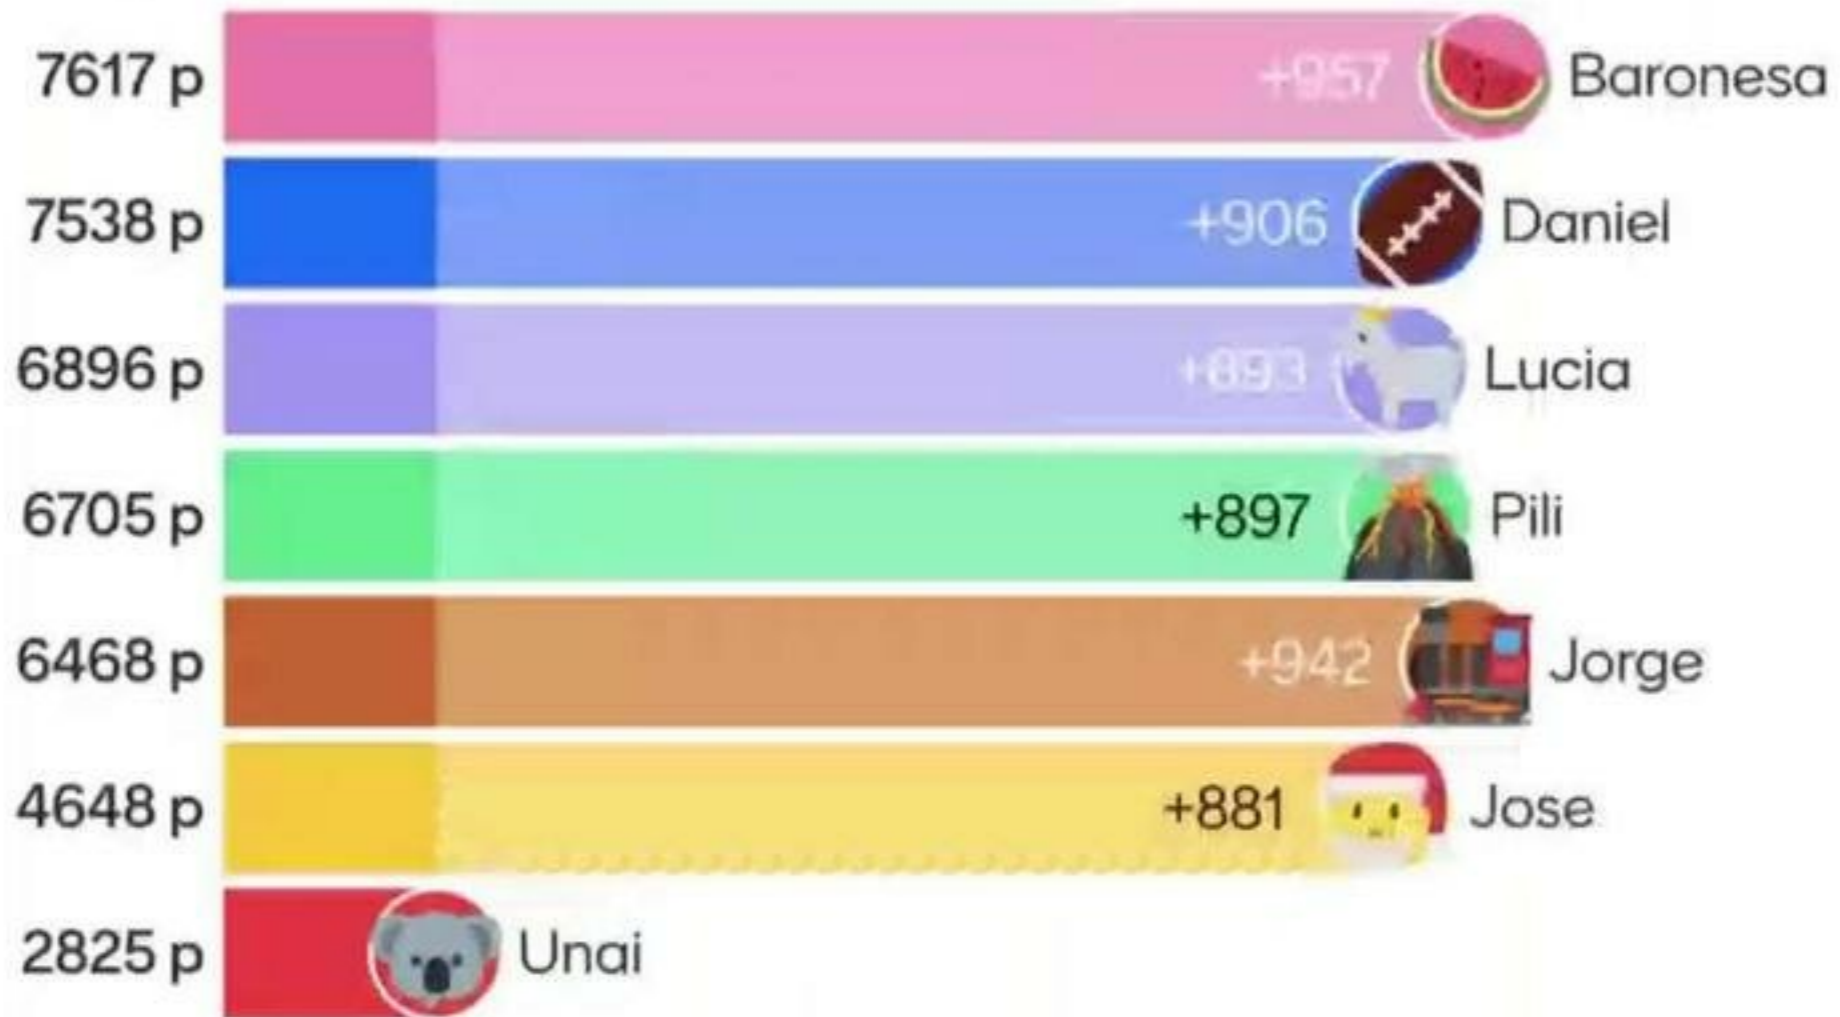 7617 p +957 Baronesa
7538 p +906 Daniel
6896 p +893 Lucia
6705 p +897 Pili
6468 p +942 Jorge
4648 p +881 Jose
2825 p Unai